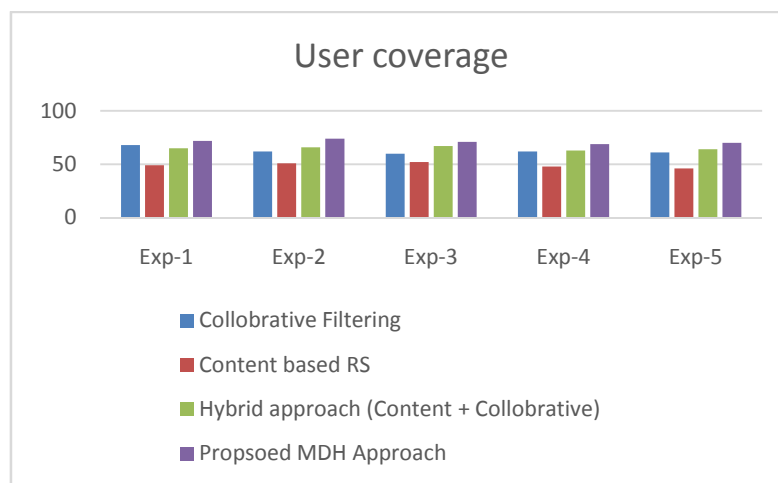 User coverage
100
50
0
Exp-1 Exp-2 Exp-3 Exp-4 Exp-5
Collobrative Filtering
Content based RS
Hybrid approach (Content + Collobrative)
Propsoed MDH Approach